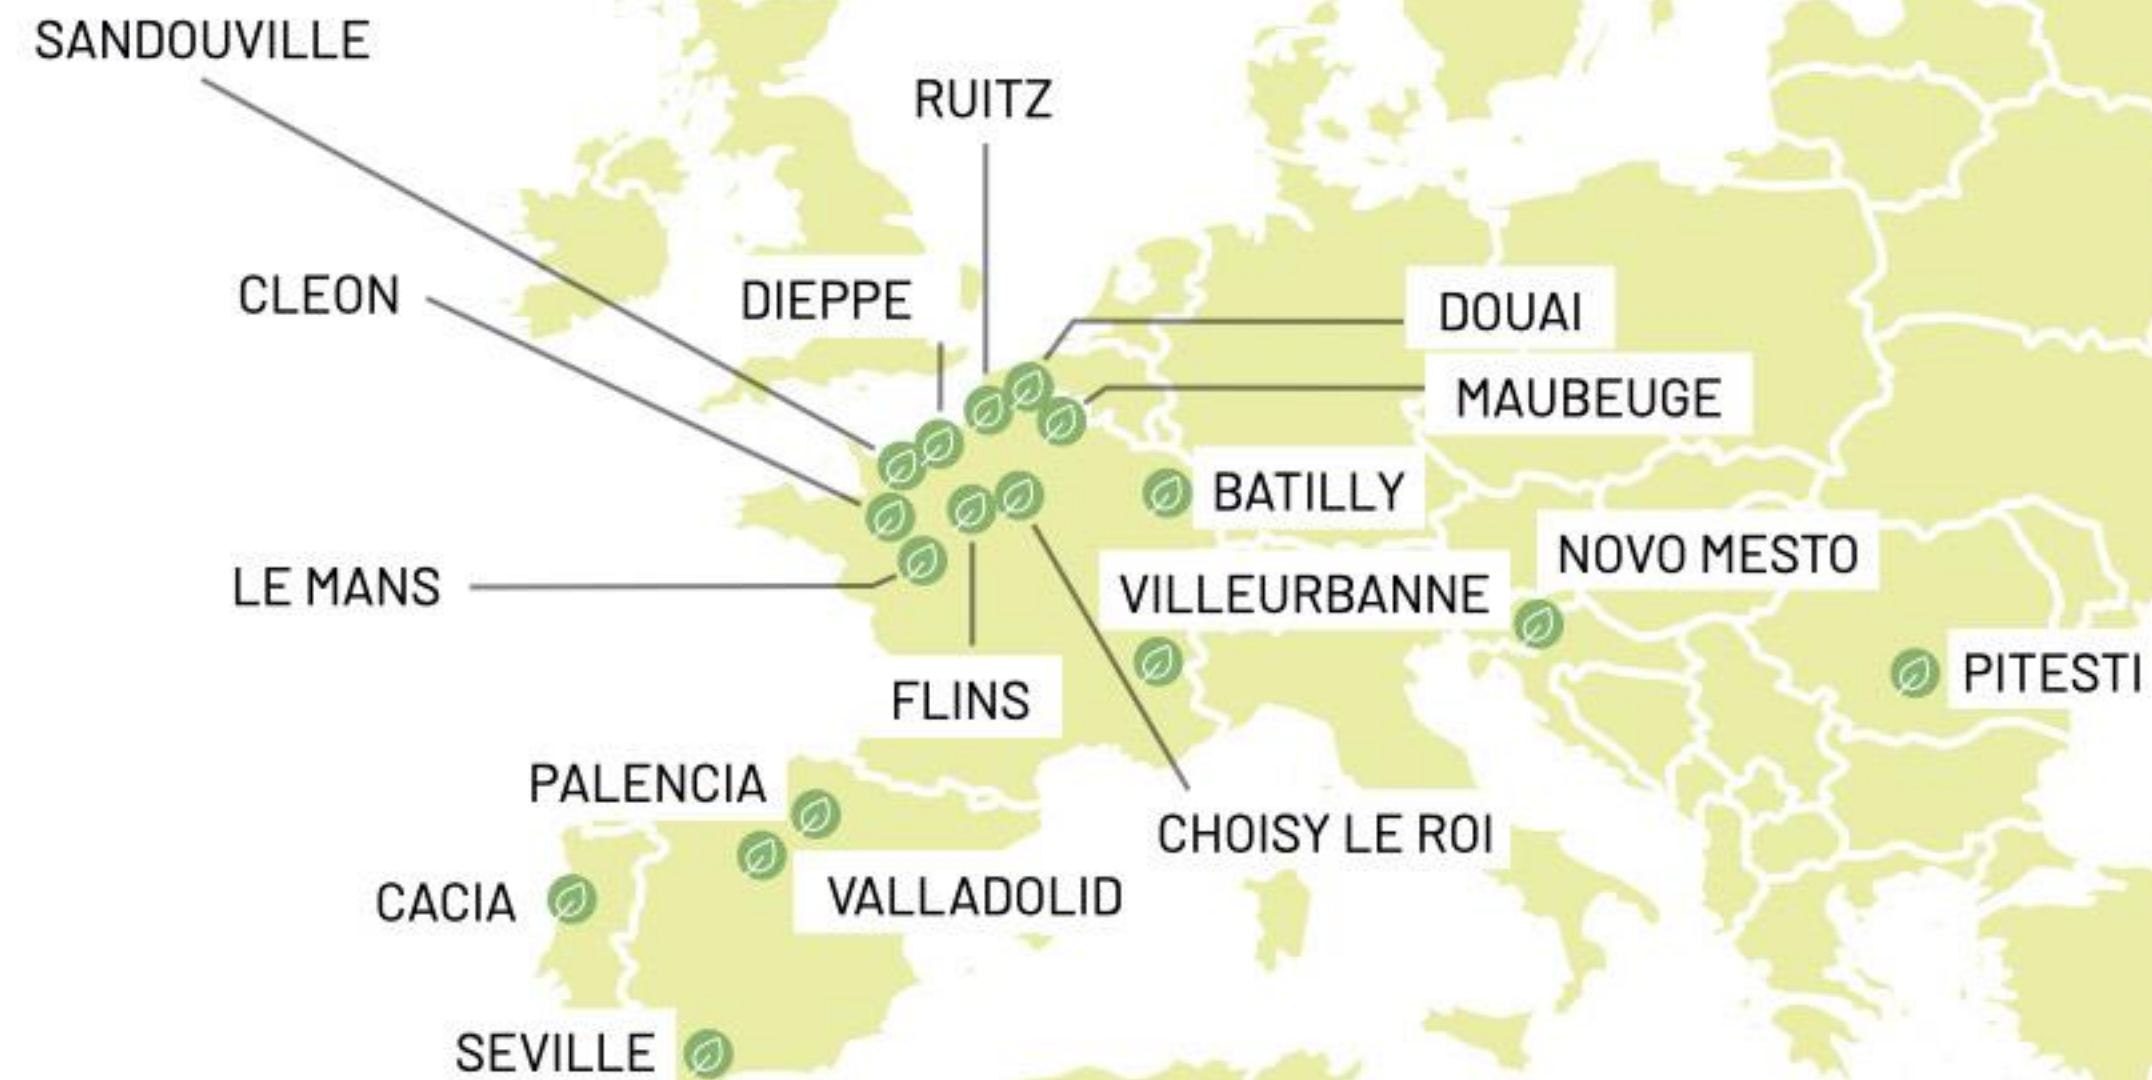 SANDOUVILLE
RUITZ
CLEON
DIEPPE
DOUAI
MAUBEUGE
BATILLY
NOVO MESTO
LE MANS
VILLEURBANNE
PITESTI
FLINS
PALENCIA
CHOISY LE ROI
CACIA
VALLADOLID
SEVILLE